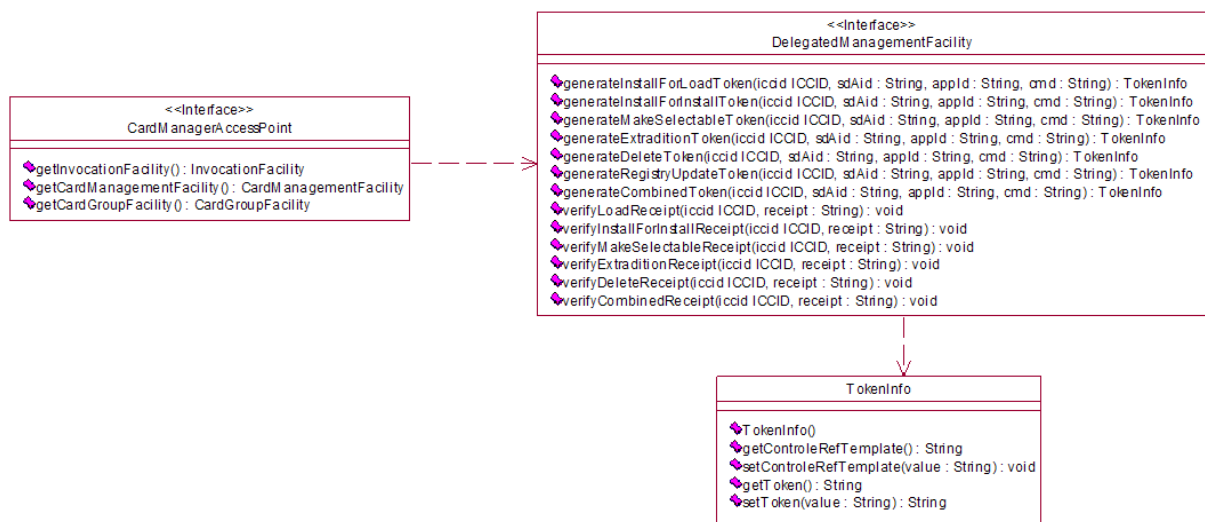 <<Interface>>
DelegatedManagementFacility
generateInstallForLoadToken(iccid ICCID, sdAid : String, appId : String, cmd : String) : TokenInfo
generateInstallForInstallToken(iccid ICCID, sdAid : String, appId : String, cmd : String) : TokenInfo
generateMakeSelectableToken(iccid ICCID, sdAid : String, appId : String, cmd : String) : TokenInfo
generateExtraditionToken(iccid ICCID, sdAid : String, appId : String, cmd : String) : TokenInfo
generateDeleteToken(iccid ICCID, sdAid : String, appId : String, cmd : String) : TokenInfo
generateRegistryUpdateToken(iccid ICCID, sdAid : String, appId : String, cmd : String) : TokenInfo
generateCombinedToken(iccid ICCID, sdAid : String, appId : String, cmd : String) : TokenInfo
verifyLoadReceipt(iccid ICCID, receipt : String) : void
verifyInstallForInstallReceipt(iccid ICCID, receipt : String) : void
verifyMakeSelectableReceipt(iccid ICCID, receipt : String) : void
verifyExtraditionReceipt(iccid ICCID, receipt : String) : void
verifyDeleteReceipt(iccid ICCID, receipt : String) : void
verifyCombinedReceipt(iccid ICCID, receipt : String) : void
<<Interface>>
CardManagerAccessPoint
getInvocationFacility() : InvocationFacility
getCardManagementFacility() : CardManagementFacility
getCardGroupFacility() : CardGroupFacility
TokenInfo
TokenInfo()
getControleRefTemplate() : String
setControleRefTemplate(value : String) : void
getToken() : String
setToken(value : String) : String